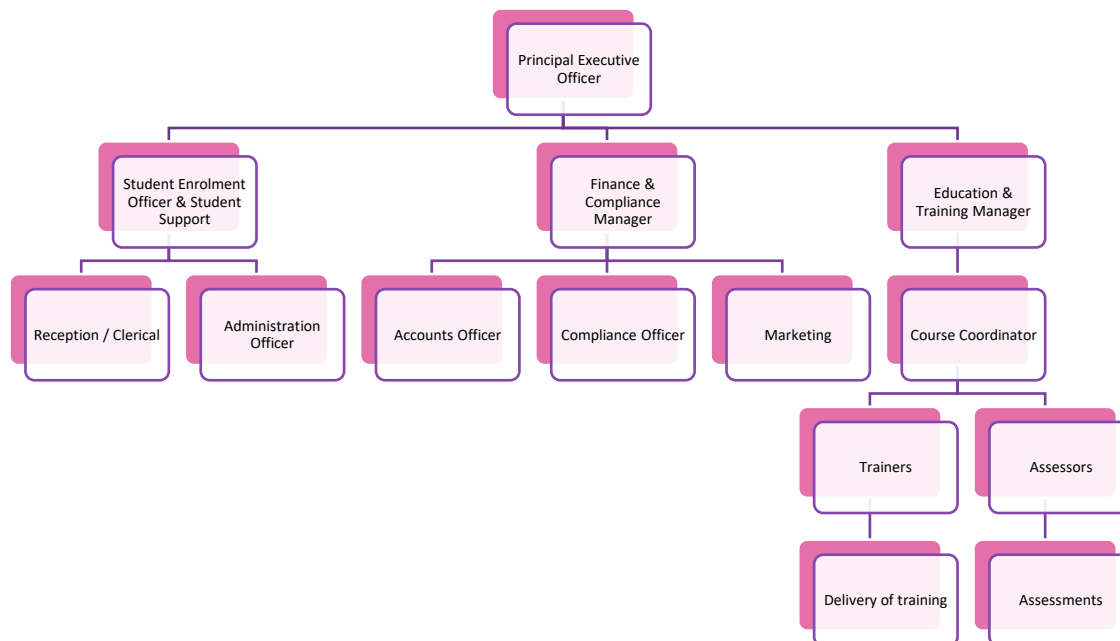 Principal Executive
Officer
Student Enrolment
Officer & Student
Support
Finance &
Compliance
Manager
Education &
Training Manager
Reception / Clerical
Administration
Officer
Accounts Officer
Compliance Officer
Marketing
Course Coordinator
Trainers
Assessors
Delivery of training
Assessments